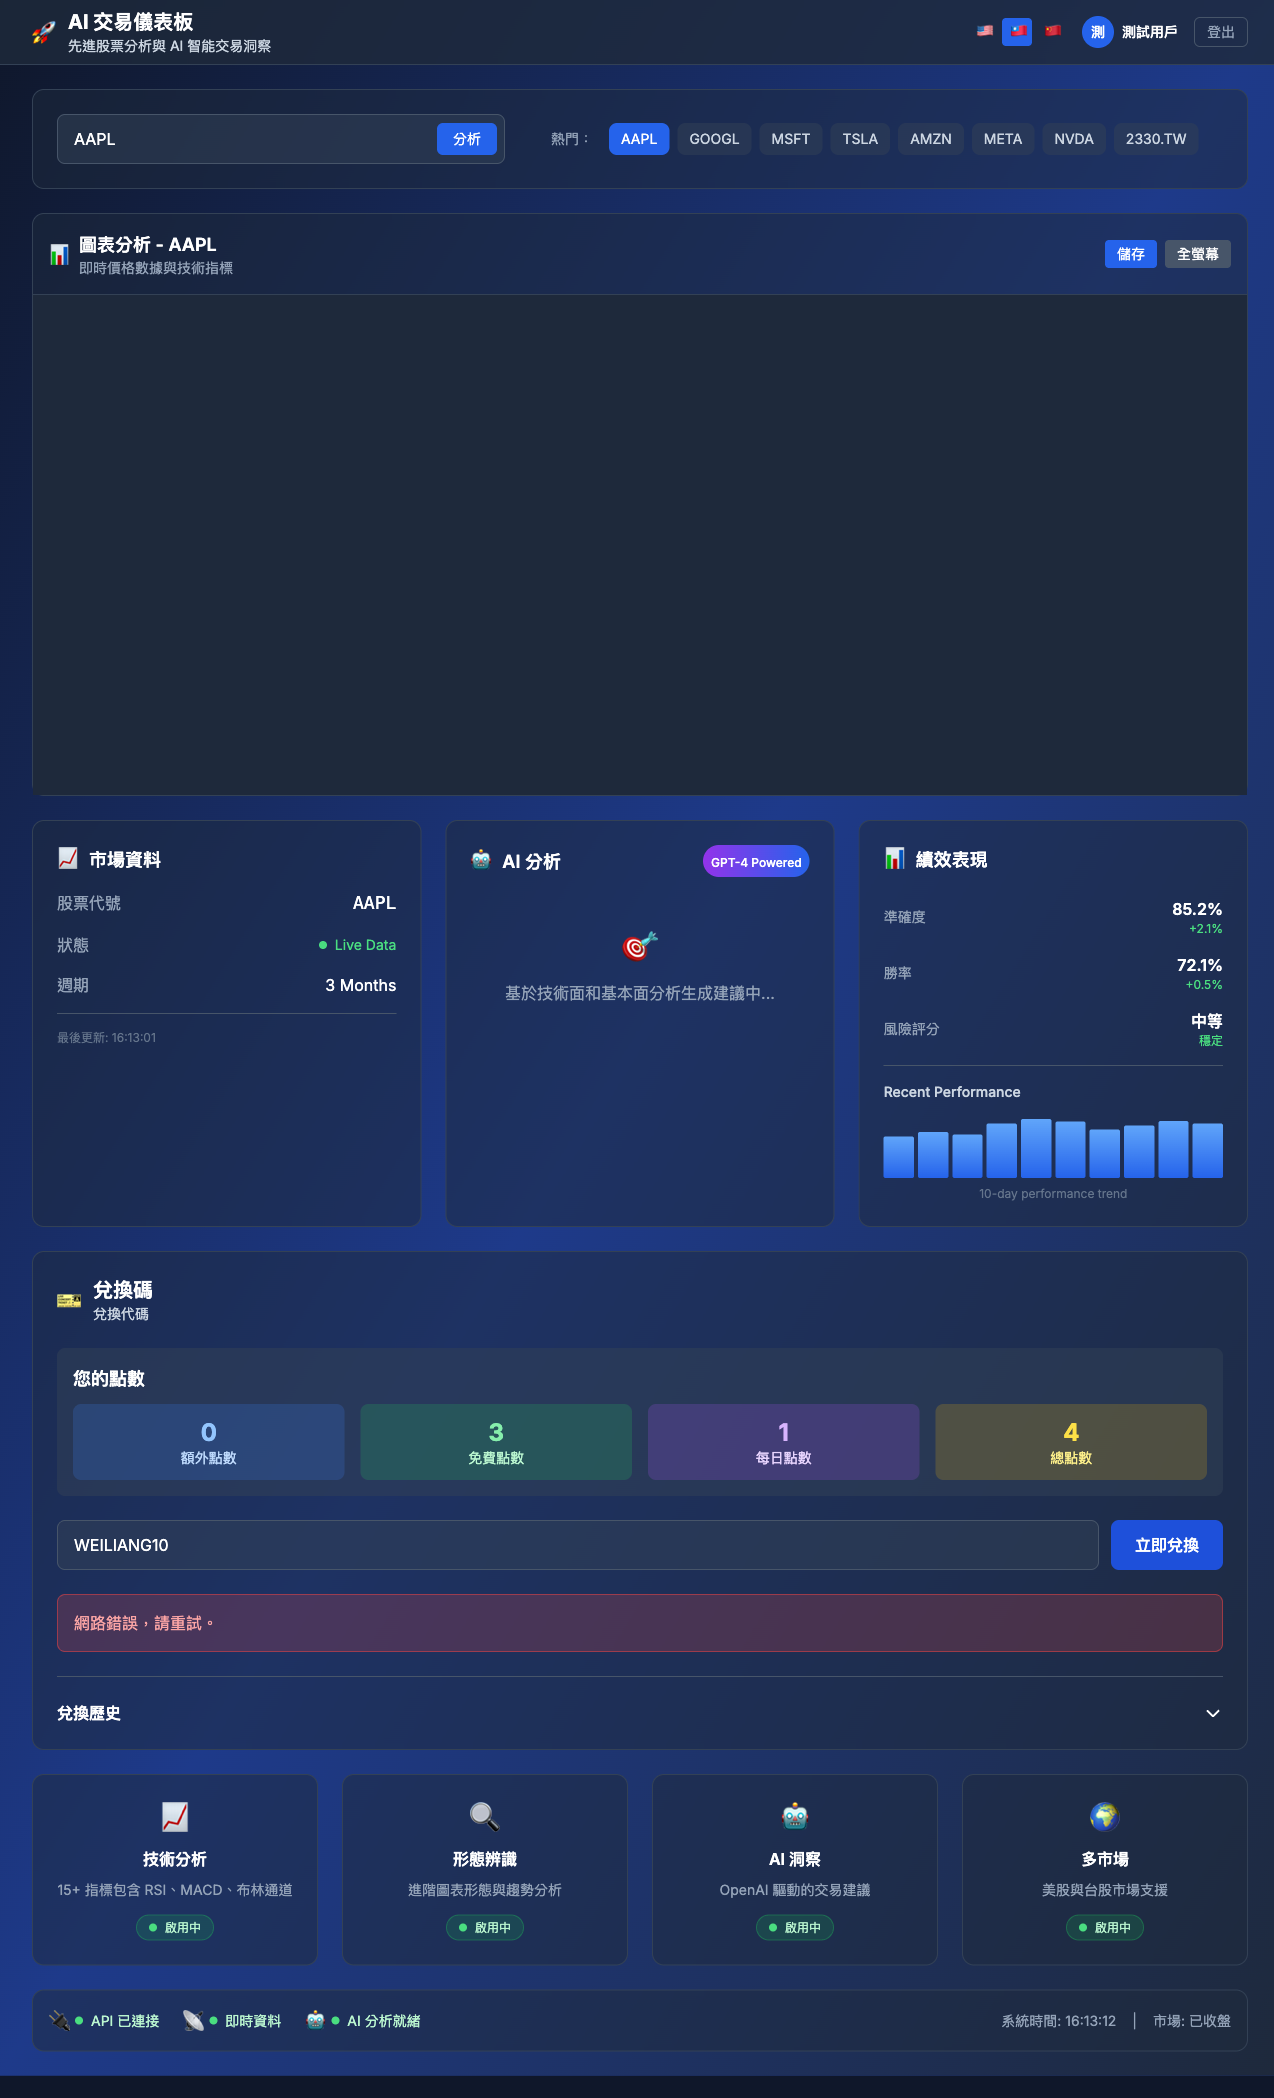 AI 交易儀表板
先進股票分析與 AI 智能交易洞察
測
測試用戶
登出
AAPL
分析
熱門：
AAPL
GOOGL
MSFT
TSLA
AMZN
META
NVDA
2330.TW
圖表分析 - AAPL
即時價格數據與技術指標
儲存
全螢幕
市場資料
股票代號
AAPL
狀態
Live Data
週期
3 Months
最後更新: 16:13:01
AI 分析
GPT-4 Powered
基於技術面和基本面分析生成建議中...
績效表現
準確度
85.2%
+2.1%
勝率
72.1%
+0.5%
風險評分
中等
穩定
Recent Performance
10-day performance trend
兌換碼
兌換代碼
您的點數
0
額外點數
3
免費點數
1
每日點數
4
總點數
WEILIANG10
立即兌換
網路錯誤，請重試。
兌換歷史
技術分析
15+ 指標包含 RSI、MACD、布林通道
啟用中
形態辨識
進階圖表形態與趨勢分析
啟用中
AI 洞察
OpenAI 驅動的交易建議
啟用中
多市場
美股與台股市場支援
啟用中
API 已連接
即時資料
AI 分析就緒
系統時間: 16:13:12
|
市場: 已收盤